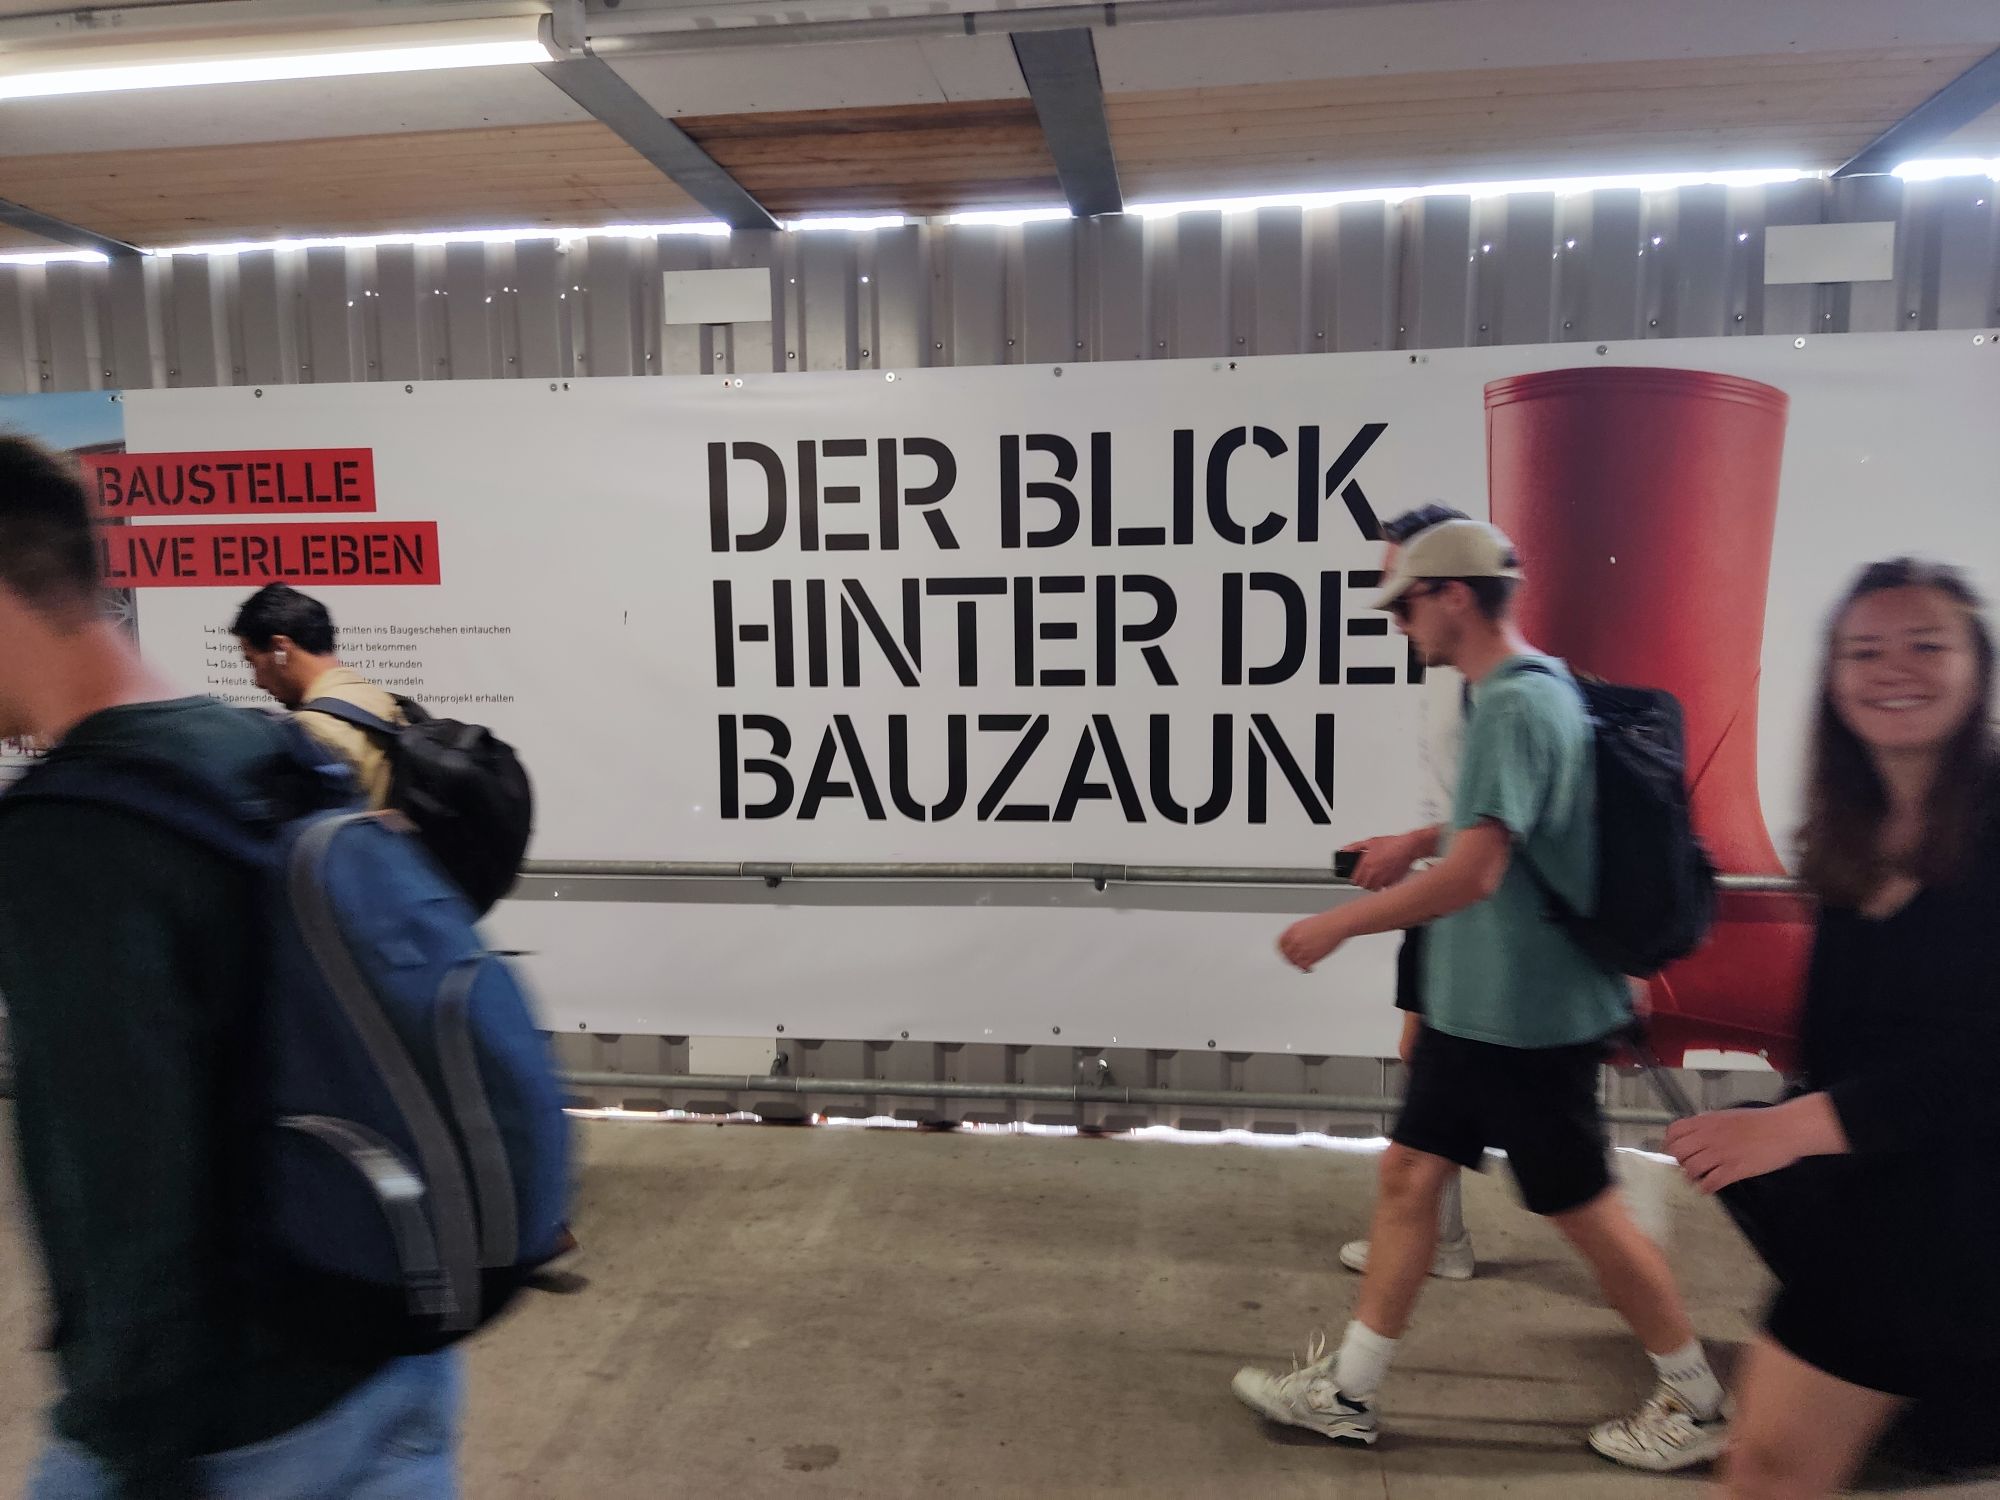 BAUSTELLE
LIVE ERLEBEN
mitten ins Baugeschehen eintauchen
erklärt bekommen
Das 21 erkunden
Heute wandeln
Spannende Bahnprojekt erhalten
DER BLICK
HINTER DE
BAUZAUN